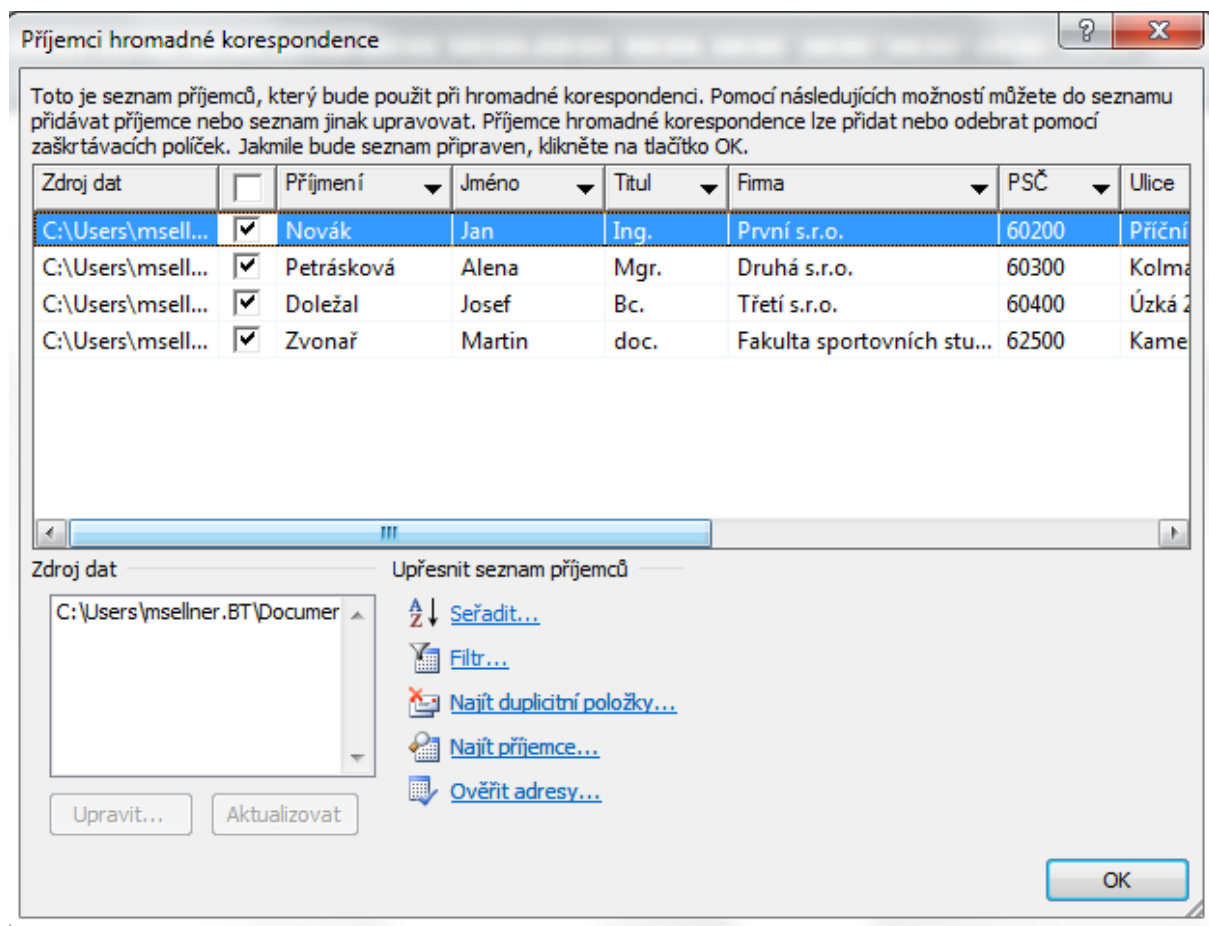 Příjemci hromadné korespondence
Toto je seznam příjemců, který bude použit při hromadné korespondenci. Pomocí následujících možností můžete do seznamu
přidávat příjemce nebo seznam jinak upravovat. Příjemce hromadné korespondence lze přidat nebo odebrat pomocí
zaškrtávacích políček. Jakmile bude seznam připraven, klikněte na tlačítko OK.
Zdroj dat Příjmení Jméno Titul Firma PSČ Ulice
C:\Users\msell... Novák Jan Ing. První s.r.o. 60200 Příční
C:\Users\msell... Petrásková Alena Mgr. Druhá s.r.o. 60300 Kolmá
C:\Users\msell... Doležal Josef Bc. Třetí s.r.o. 60400 Úzká 2
C:\Users\msell... Zvonař Martin doc. Fakulta sportovních stu... 62500 Kame
Zdroj dat
C:\Users\msellner.BT\Documer
Upravit... Aktualizovat
Upřesnit seznam příjemců
Seřadit...
Filtr...
Najít duplicitní položky...
Najít příjemce...
Ověřit adresy...
OK